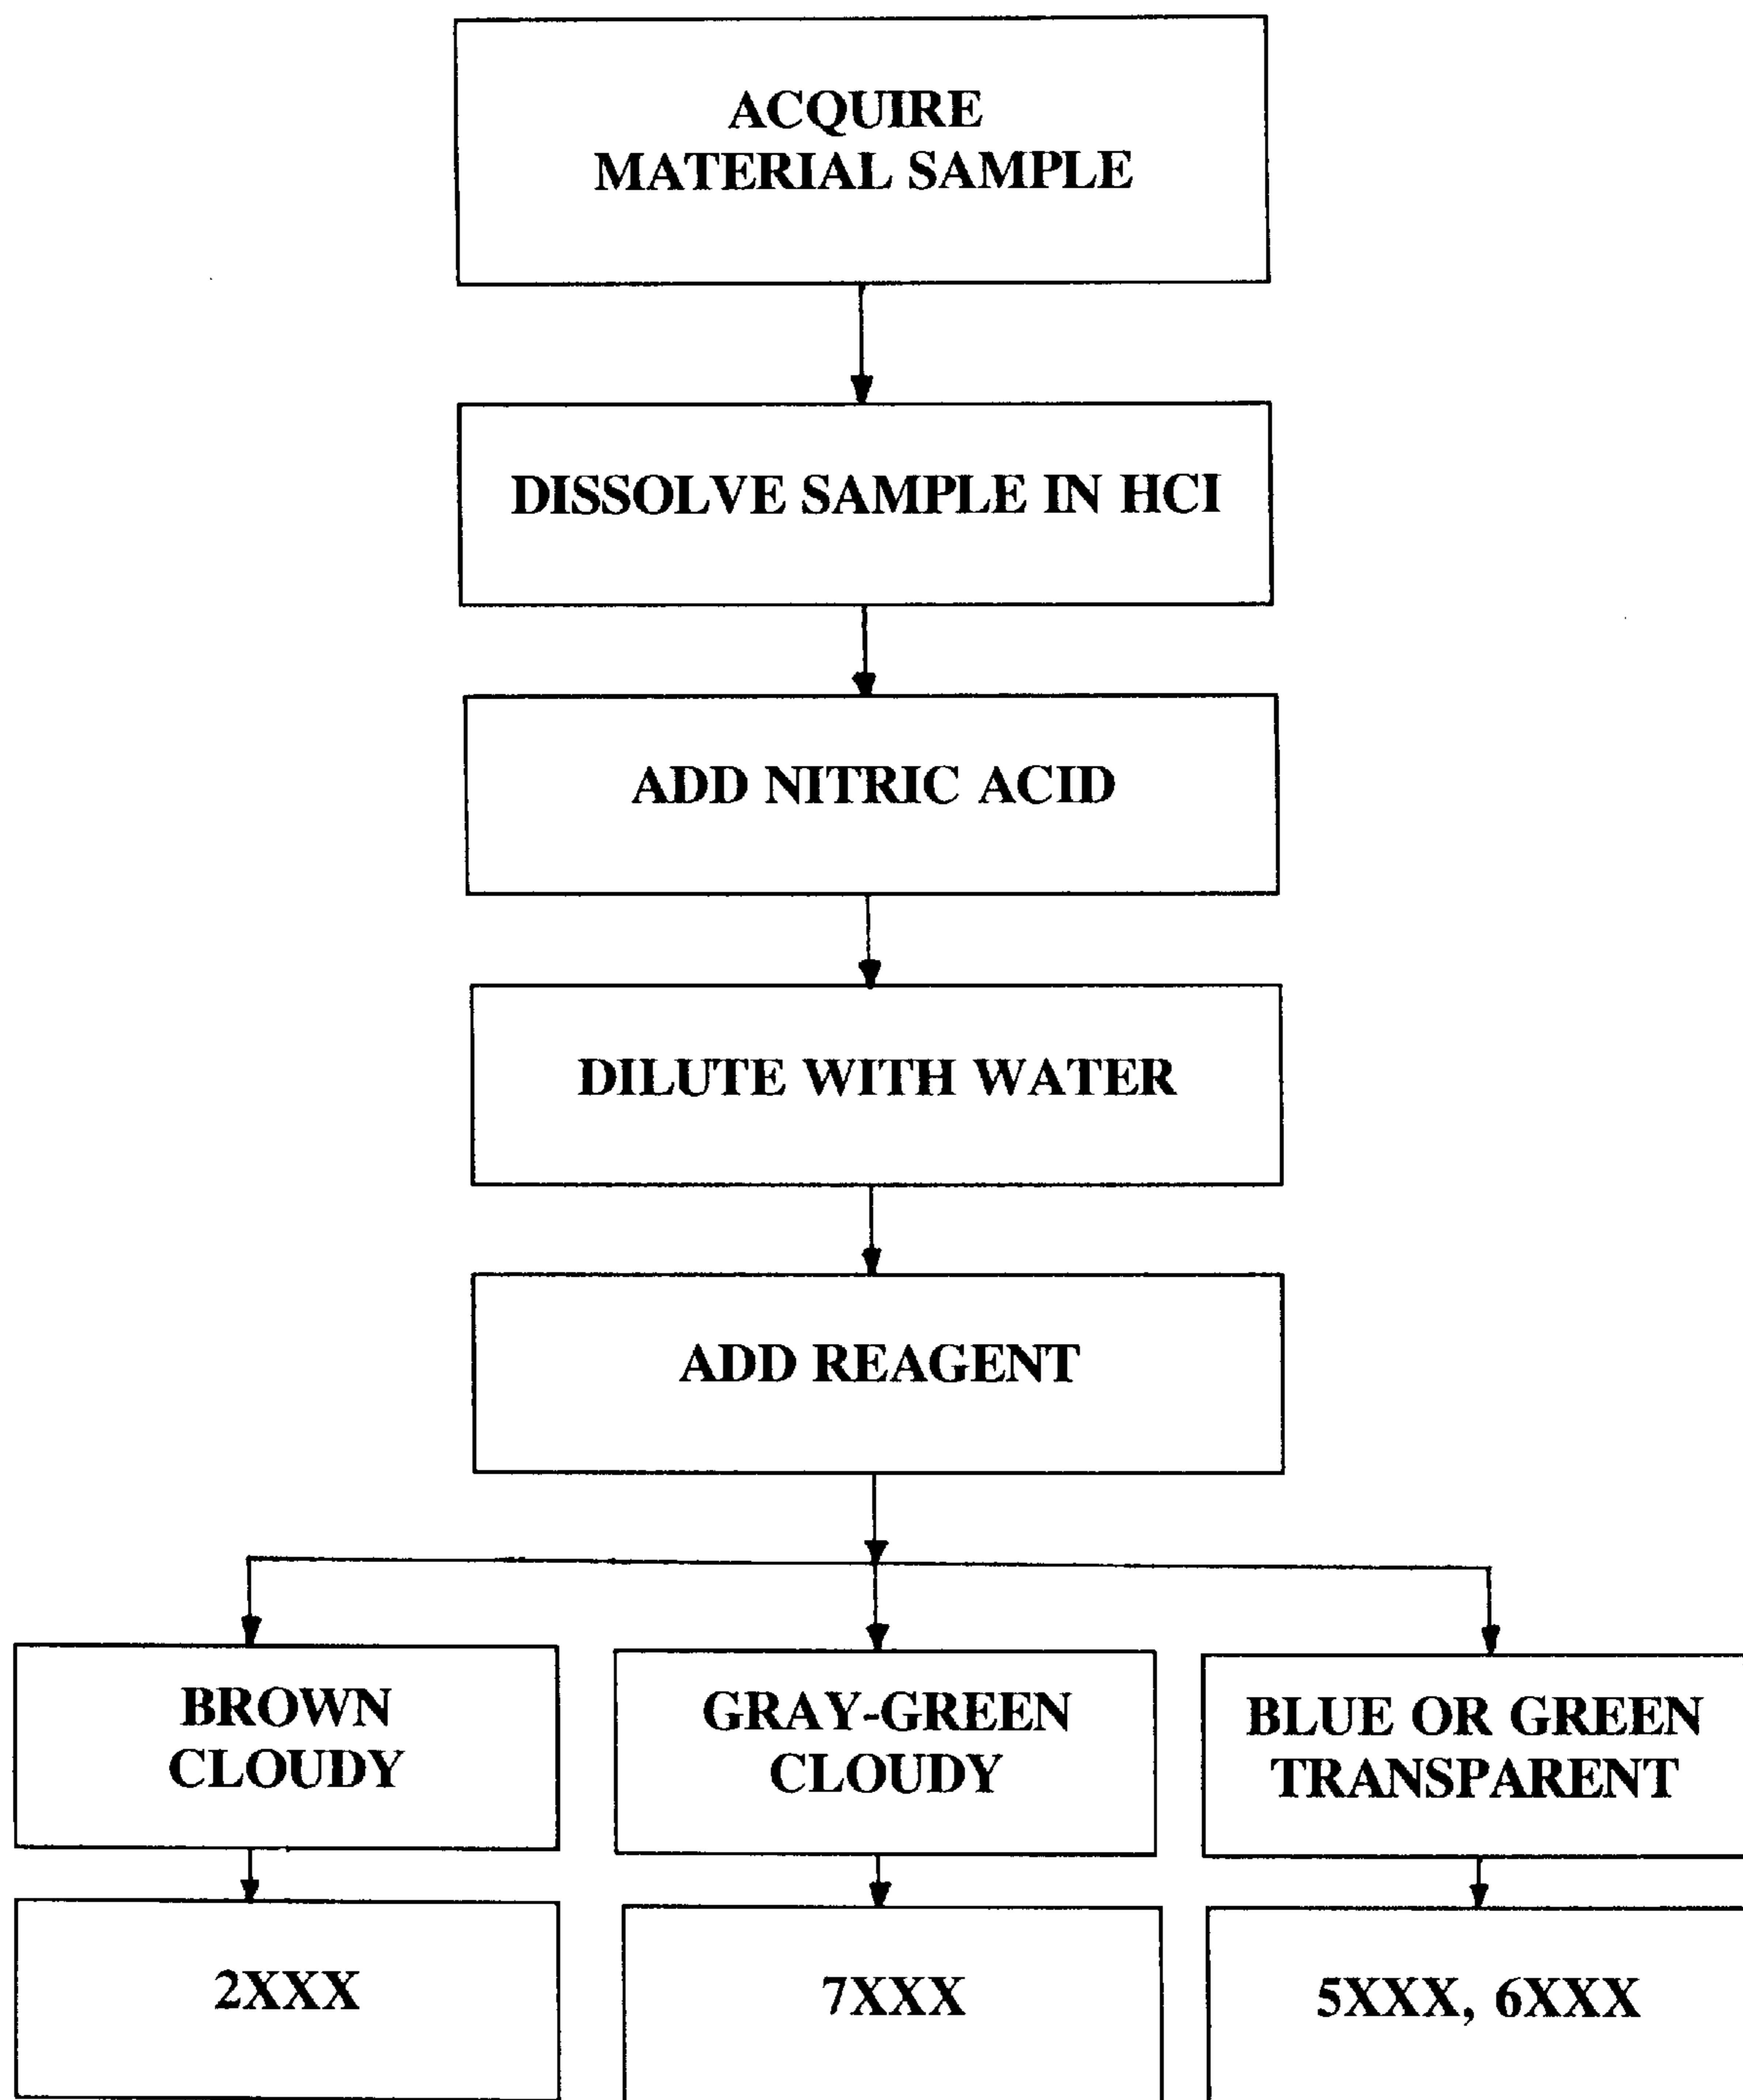 ACQUIRE
MATERIAL SAMPLE
DISSOLVE SAMPLE IN HCI
ADD NITRIC ACID
DILUTE WITH WATER
ADD REAGENT
BROWN
CLOUDY
GRAY-GREEN
CLOUDY
BLUE OR GREEN
TRANSPARENT
2XXX
7XXX
5XXX, 6XXX